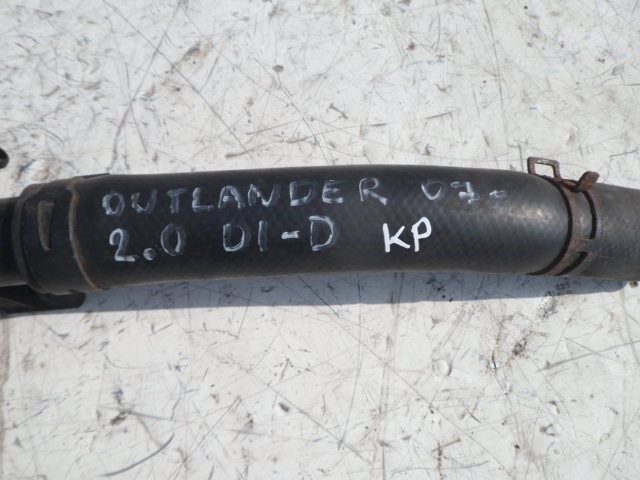 OUTLANDER 07.
2.0 DI-D KP